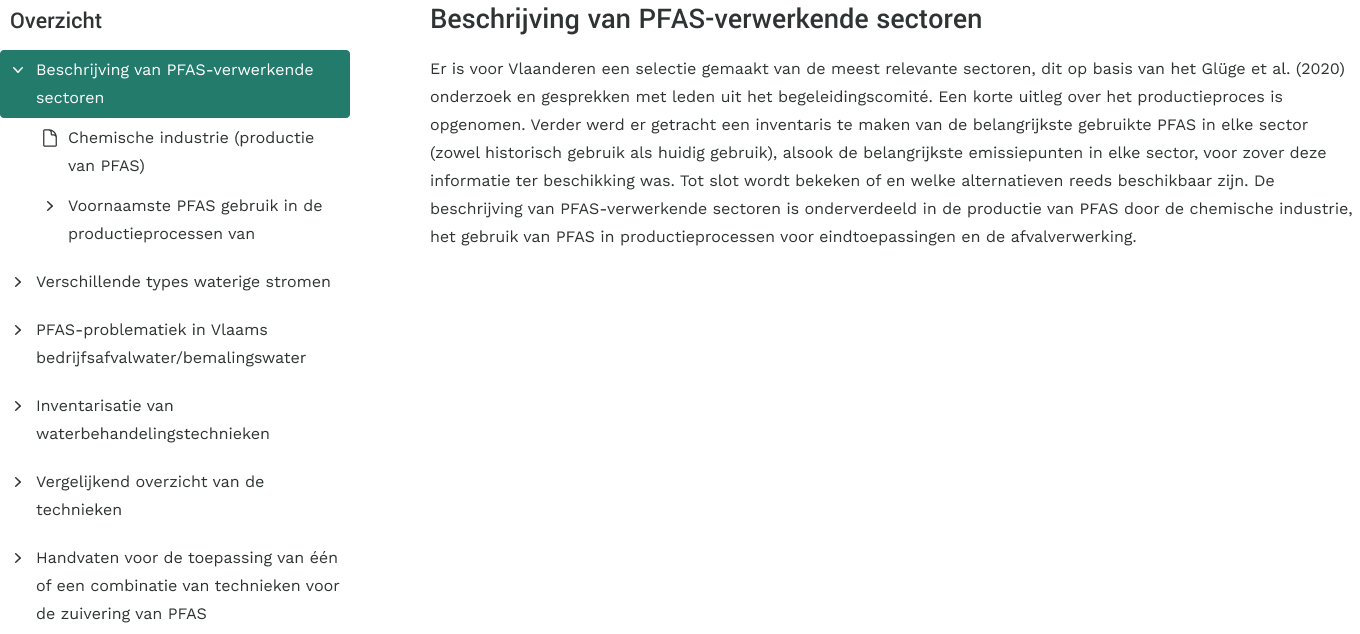 Overzicht
Beschrijving van PFAS-verwerkende
sectoren
Chemische industrie (productie
van PFAS)
Voornaamste PFAS gebruik in de
productieprocessen van
Verschillende types waterige stromen
PFAS-problematiek in Vlaams
bedrijfsafvalwater/bemalingswater
Inventarisatie van
waterbehandelingstechnieken
Vergelijkend overzicht van de
technieken
Handvaten voor de toepassing van één
of een combinatie van technieken voor
de zuivering van PFAS
Beschrijving van PFAS-verwerkende sectoren
Er is voor Vlaanderen een selectie gemaakt van de meest relevante sectoren, dit op basis van het Glüge et al. (2020)
onderzoek en gesprekken met leden uit het begeleidingscomité. Een korte uitleg over het productieproces is
opgenomen. Verder werd er getracht een inventaris te maken van de belangrijkste gebruikte PFAS in elke sector
(zowel historisch gebruik als huidig gebruik), alsook de belangrijkste emissiepunten in elke sector, voor zover deze
informatie ter beschikking was. Tot slot wordt bekeken of en welke alternatieven reeds beschikbaar zijn. De
beschrijving van PFAS-verwerkende sectoren is onderverdeeld in de productie van PFAS door de chemische industrie,
het gebruik van PFAS in productieprocessen voor eindtoepassingen en de afvalverwerking.